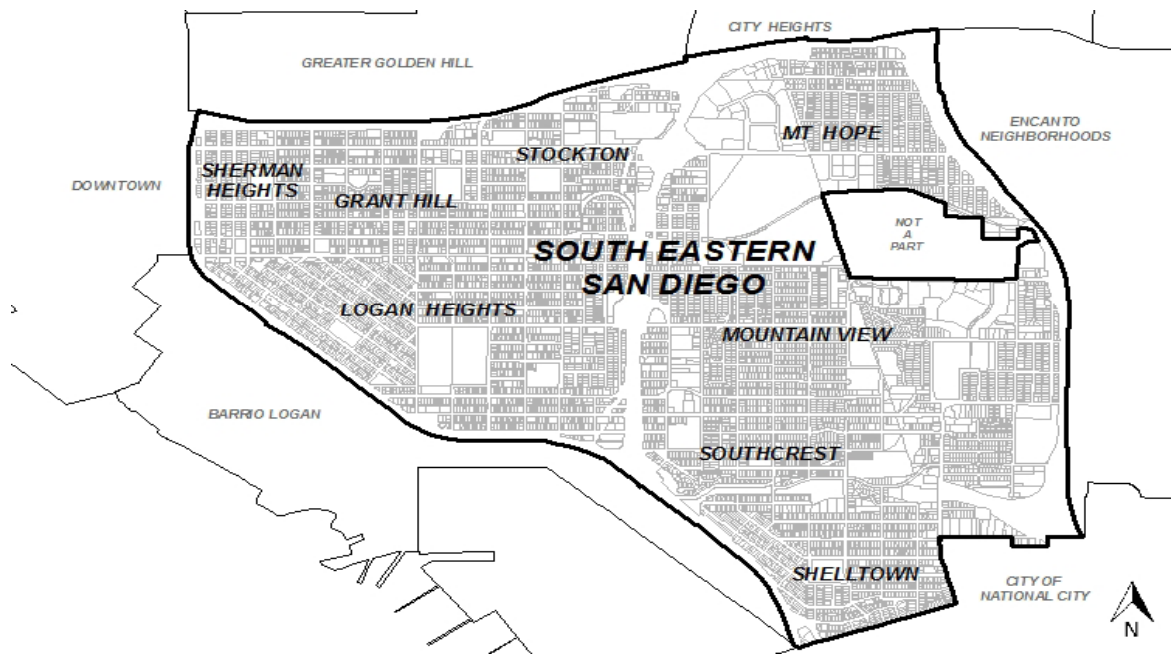 CITY HEIGHTS
GREATER GOLDEN HILL
ENCANTO
NEIGHBORHOODS
MT HOPE
STOCKTON
SHERMAN
HEIGHTS
DOWNTOWN
GRANT HILL
NOT
A
PART
SOUTH EASTERN
SAN DIEGO
LOGAN HEIGHTS
MOUNTAIN VIEW
BARRIO LOGAN
SOUTHCREST
SHELLTOWN
CITY OF
NATIONAL CITY
N